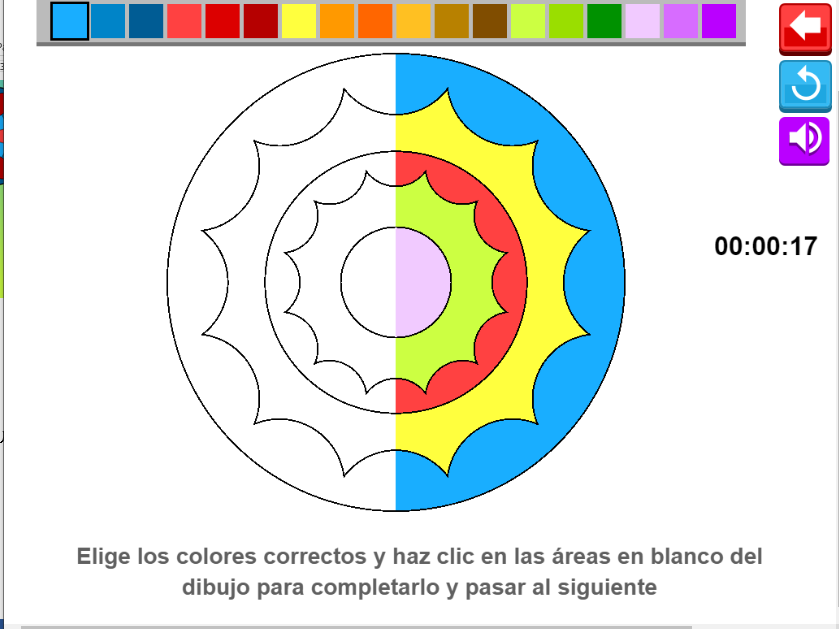 00:00:17
Elige los colores correctos y haz clic en las áreas en blanco del
dibujo para completarlo y pasar al siguiente